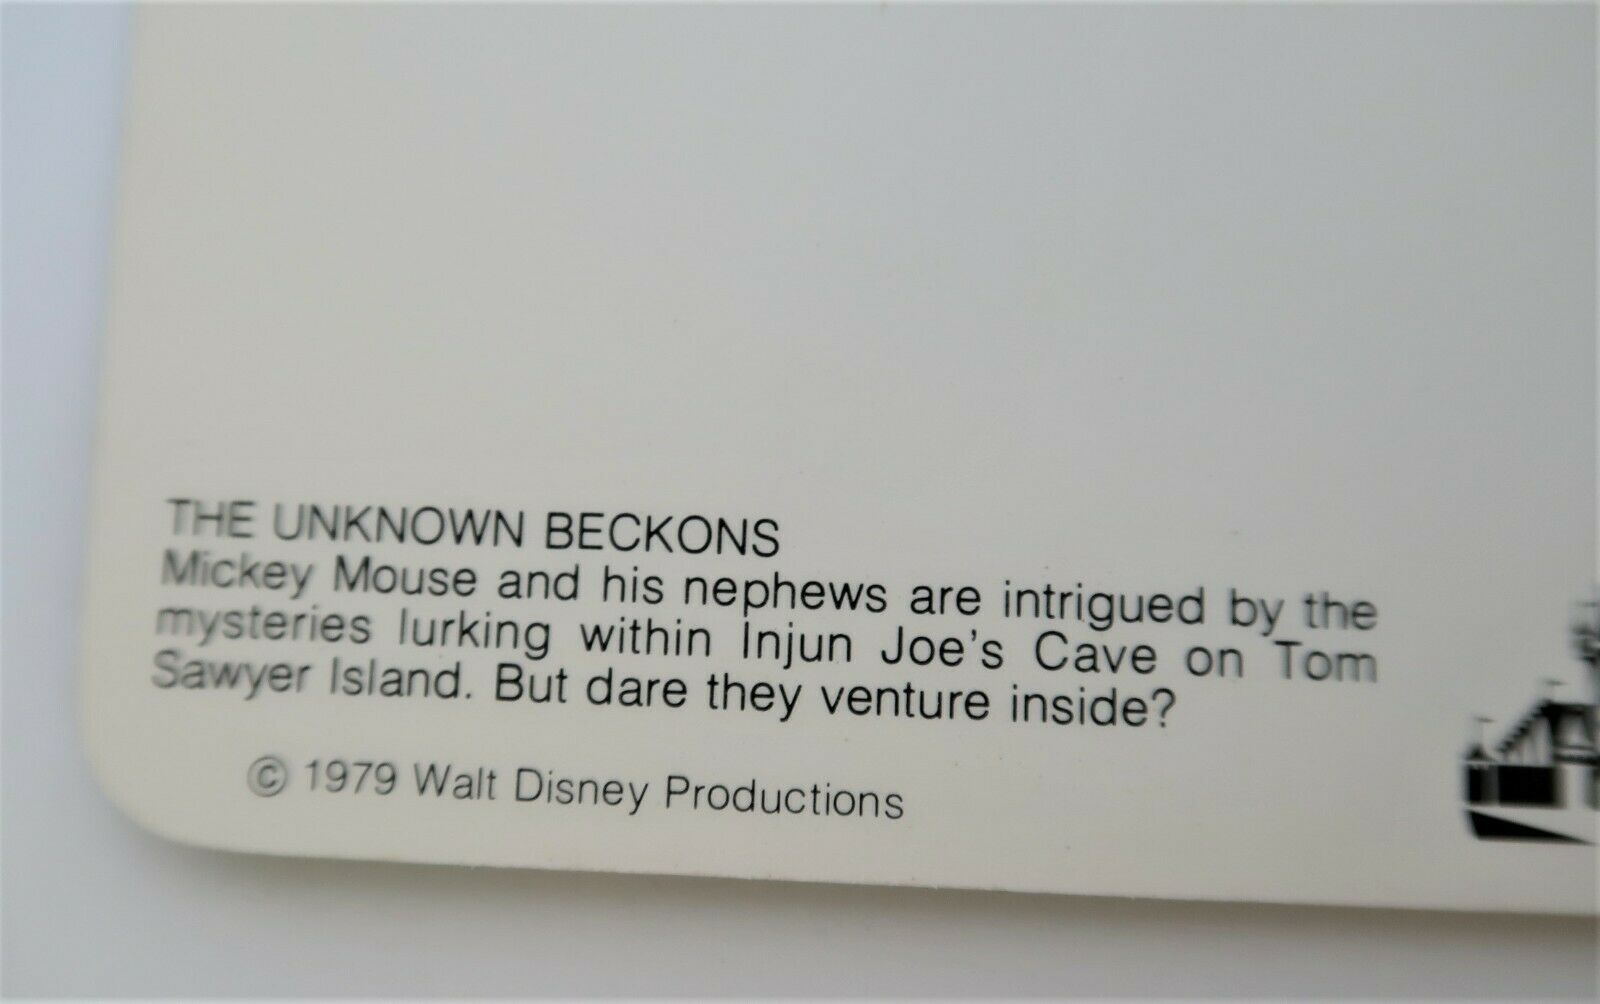 THE UNKNOWN BECKONS
Mickey Mouse and his nephews are intrigued by the
mysteries lurking within Injun Joe's Cave on Tom
Sawyer Island. But dare they venture inside?
© 1979 Walt Disney Productions